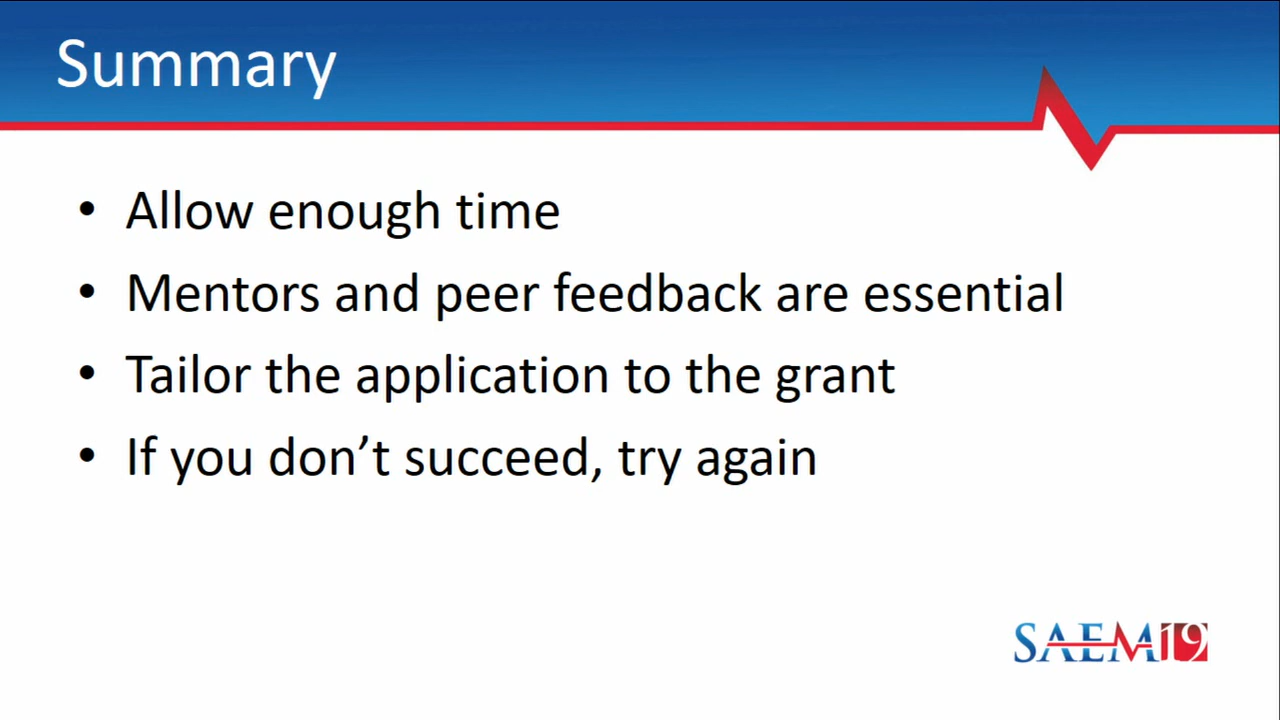 Summary
• Allow enough time
• Mentors and peer feedback are essential
• Tailor the application to the grant
• If you don’t succeed, try again
SAEM19